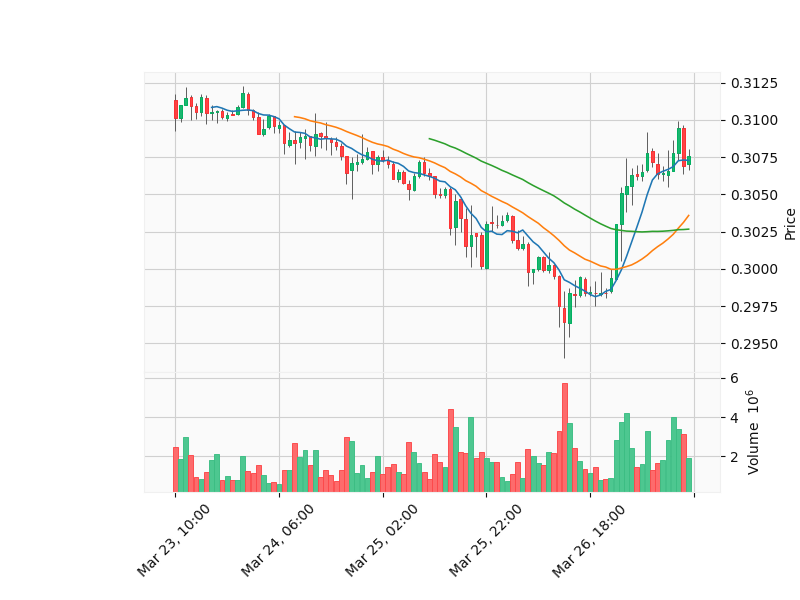 0.3125
0.3100
0.3075
0.3050
0.3025
0.3000
0.2975
0.2950
Price
6
4
2
Volume 10⁶
Mar 23, 10:00
Mar 24, 06:00
Mar 25, 02:00
Mar 25, 22:00
Mar 26, 18:00